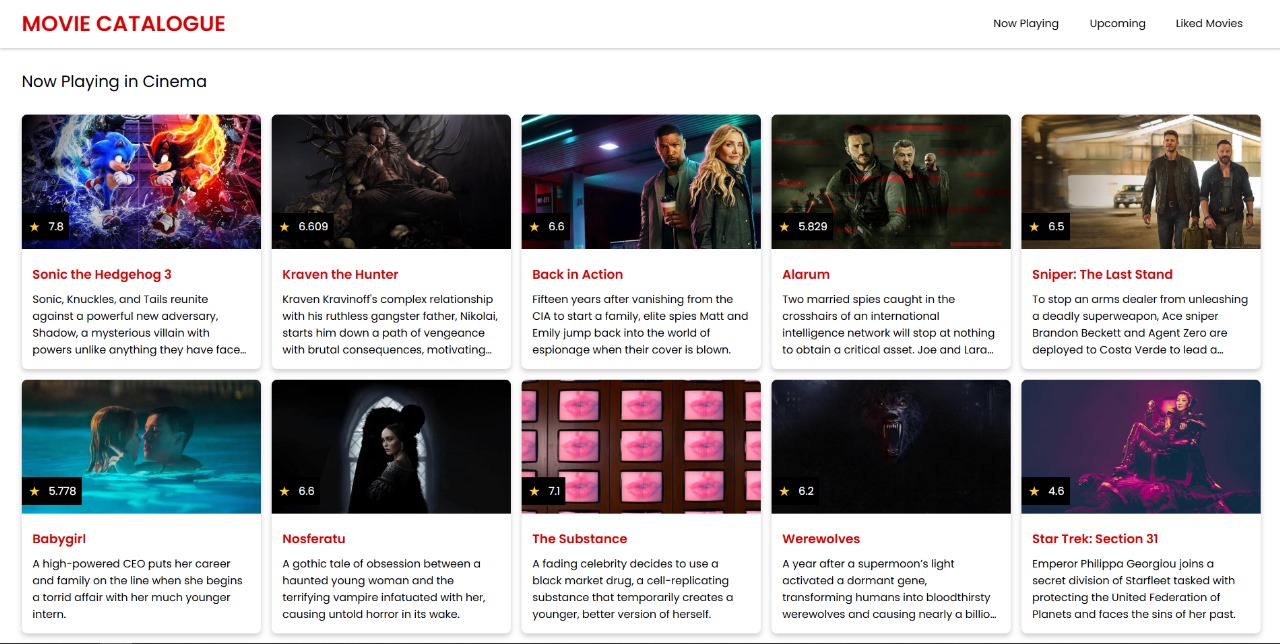 MOVIE CATALOGUE
Now Playing
Upcoming
Liked Movies
Now Playing in Cinema
★ 7.8
★ 6.609
★ 6.6
★ 5.829
★ 6.5
Sonic the Hedgehog 3
Sonic, Knuckles, and Tails reunite
against a powerful new adversary,
Shadow, a mysterious villain with
powers unlike anything they have face...
Kraven the Hunter
Kraven Kravinoff's complex relationship
with his ruthless gangster father, Nikolai,
starts him down a path of vengeance
with brutal consequences, motivating...
Back in Action
Fifteen years after vanishing from the
CIA to start a family, elite spies Matt and
Emily jump back into the world of
espionage when their cover is blown.
Alarum
Two married spies caught in the
crosshairs of an international
intelligence network will stop at nothing
to obtain a critical asset. Joe and Lara...
Sniper: The Last Stand
To stop an arms dealer from unleashing
a deadly superweapon, Ace sniper
Brandon Beckett and Agent Zero are
deployed to Costa Verde to lead a...
★ 5.778
★ 6.6
★ 7.1
★ 6.2
★ 4.6
Babygirl
A high-powered CEO puts her career
and family on the line when she begins
a torrid affair with her much younger
intern.
Nosferatu
A gothic tale of obsession between a
haunted young woman and the
terrifying vampire infatuated with her,
causing untold horror in its wake.
The Substance
A fading celebrity decides to use a
black market drug, a cell-replicating
substance that temporarily creates a
younger, better version of herself.
Werewolves
A year after a supermoon's light
activated a dormant gene,
transforming humans into bloodthirsty
werewolves and causing nearly a billio...
Star Trek: Section 31
Emperor Philippa Georgiou joins a
secret division of Starfleet tasked with
protecting the United Federation of
Planets and faces the sins of her past.